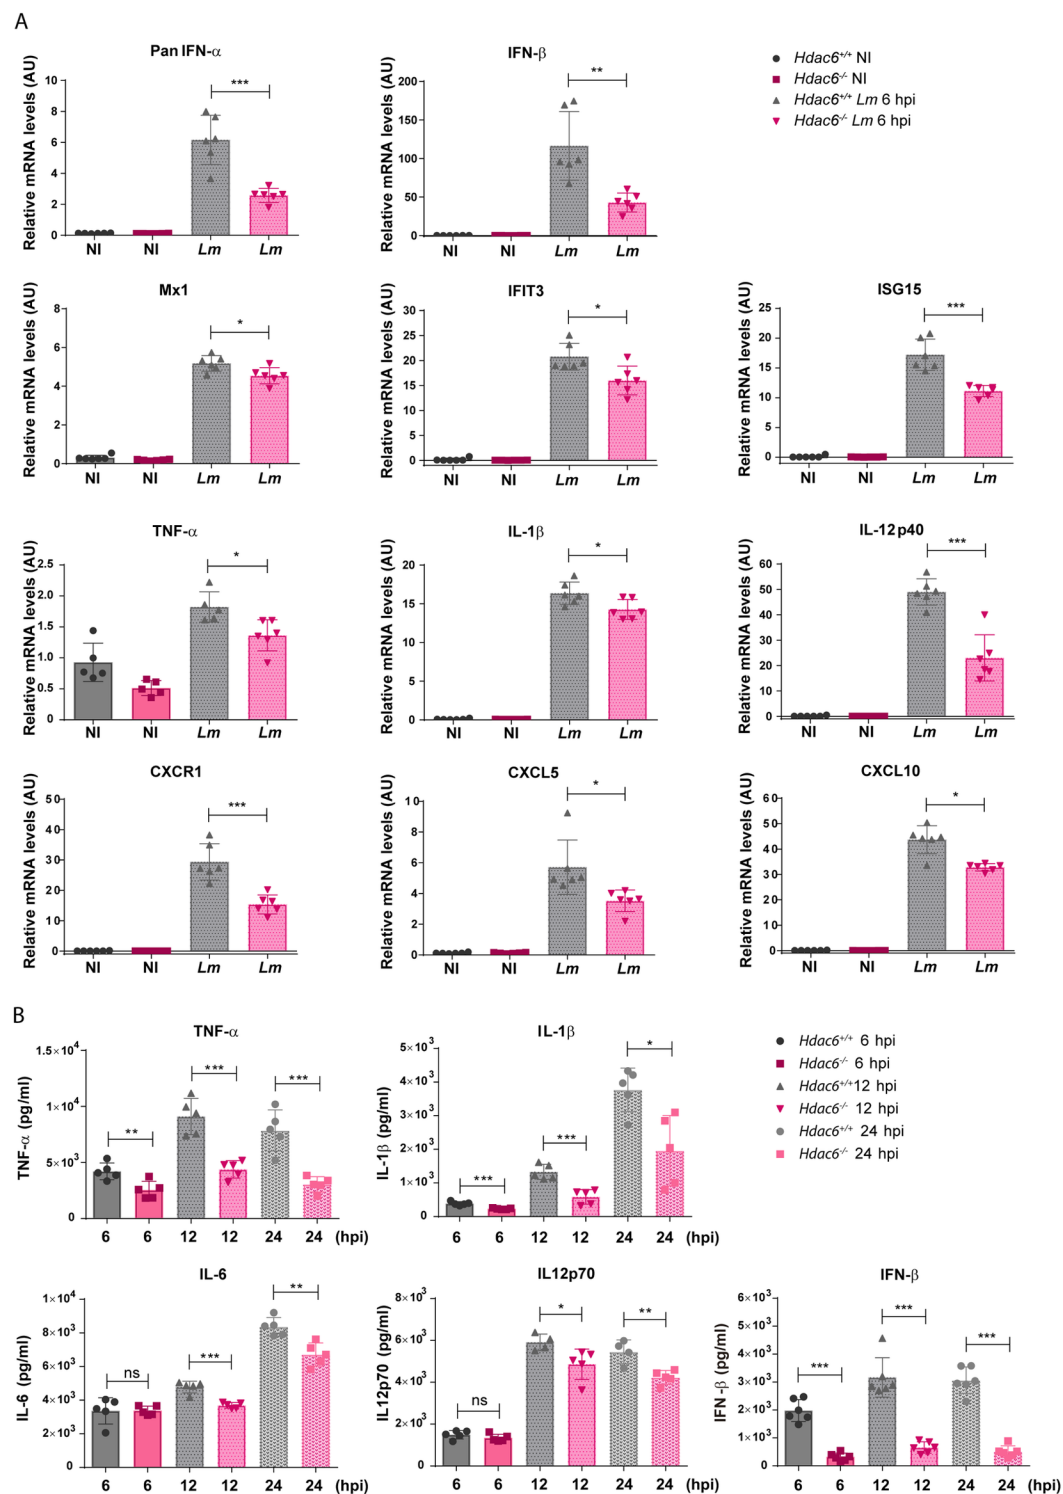 A
Pan IFN-α
Relative mRNA levels (AU)
10
8
6
4
2
0
***
NI NI Lm Lm
IFN-β
Relative mRNA levels (AU)
200
150
100
50
0
**
NI NI Lm Lm
Hdac6+/+ NI
Hdac6-/- NI
Hdac6+/+ Lm 6 hpi
Hdac6-/- Lm 6 hpi
Mx1
Relative mRNA levels (AU)
8
6
4
2
0
*
NI NI Lm Lm
IFIT3
Relative mRNA levels (AU)
30
25
20
15
10
5
0
*
NI NI Lm Lm
ISG15
Relative mRNA levels (AU)
25
20
15
10
5
0
***
NI NI Lm Lm
TNF-α
Relative mRNA levels (AU)
2.5
2.0
1.5
1.0
0.5
0
*
NI NI Lm Lm
IL-1β
Relative mRNA levels (AU)
20
15
10
5
0
*
NI NI Lm Lm
IL-12p40
Relative mRNA levels (AU)
60
50
40
30
20
10
0
***
NI NI Lm Lm
CXCR1
Relative mRNA levels (AU)
50
40
30
20
10
0
***
NI NI Lm Lm
CXCL5
Relative mRNA levels (AU)
10
8
6
4
2
0
*
NI NI Lm Lm
CXCL10
Relative mRNA levels (AU)
60
50
40
30
20
10
0
*
NI NI Lm Lm
B
TNF-α
TNF-α (pg/ml)
1.5×10⁴
1×10⁴
5×10³
0
** *** ***
6 6 12 12 24 24 (hpi)
IL-1β
IL-1β (pg/ml)
5×10³
4×10³
3×10³
2×10³
1×10³
0
*** *** *
6 6 12 12 24 24 (hpi)
Hdac6+/+ 6 hpi
Hdac6-/- 6 hpi
Hdac6+/+12 hpi
Hdac6-/- 12 hpi
Hdac6+/+ 24 hpi
Hdac6-/- 24 hpi
IL-6
IL-6 (pg/ml)
1×10⁴
8×10³
6×10³
4×10³
2×10³
0
ns *** **
6 6 12 12 24 24 (hpi)
IL12p70
IL12p70 (pg/ml)
8×10³
6×10³
4×10³
2×10³
0
ns * **
6 6 12 12 24 24 (hpi)
IFN-β
IFN-β (pg/ml)
6×10³
5×10³
4×10³
3×10³
2×10³
1×10³
0
*** *** ***
6 6 12 12 24 24 (hpi)